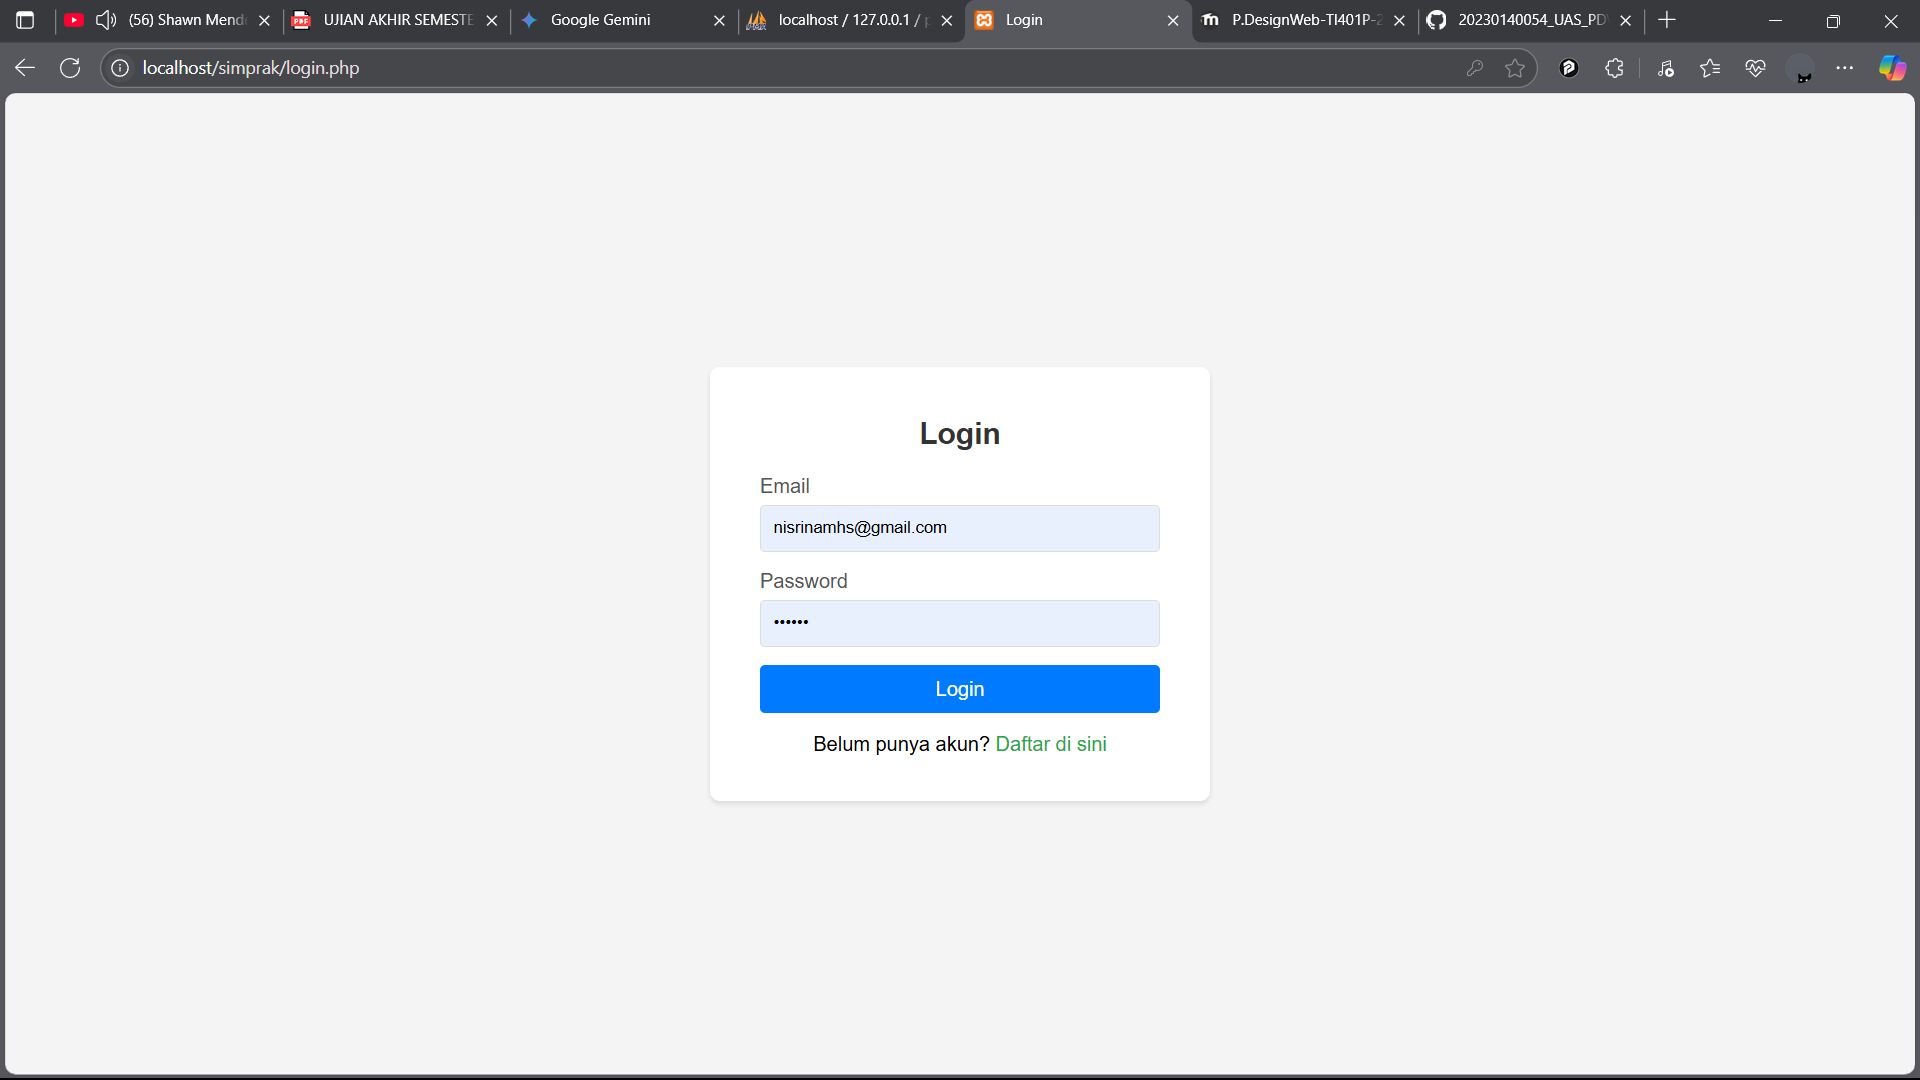 (56) Shawn Mend
UJIAN AKHIR SEMESTE
Google Gemini
localhost / 127.0.0.1 / p
Login
P.DesignWeb-TI401P-2
20230140054_UAS_PD
localhost/simprak/login.php
Login
Email
nisrinamhs@gmail.com
Password
••••••
Login
Belum punya akun? Daftar di sini